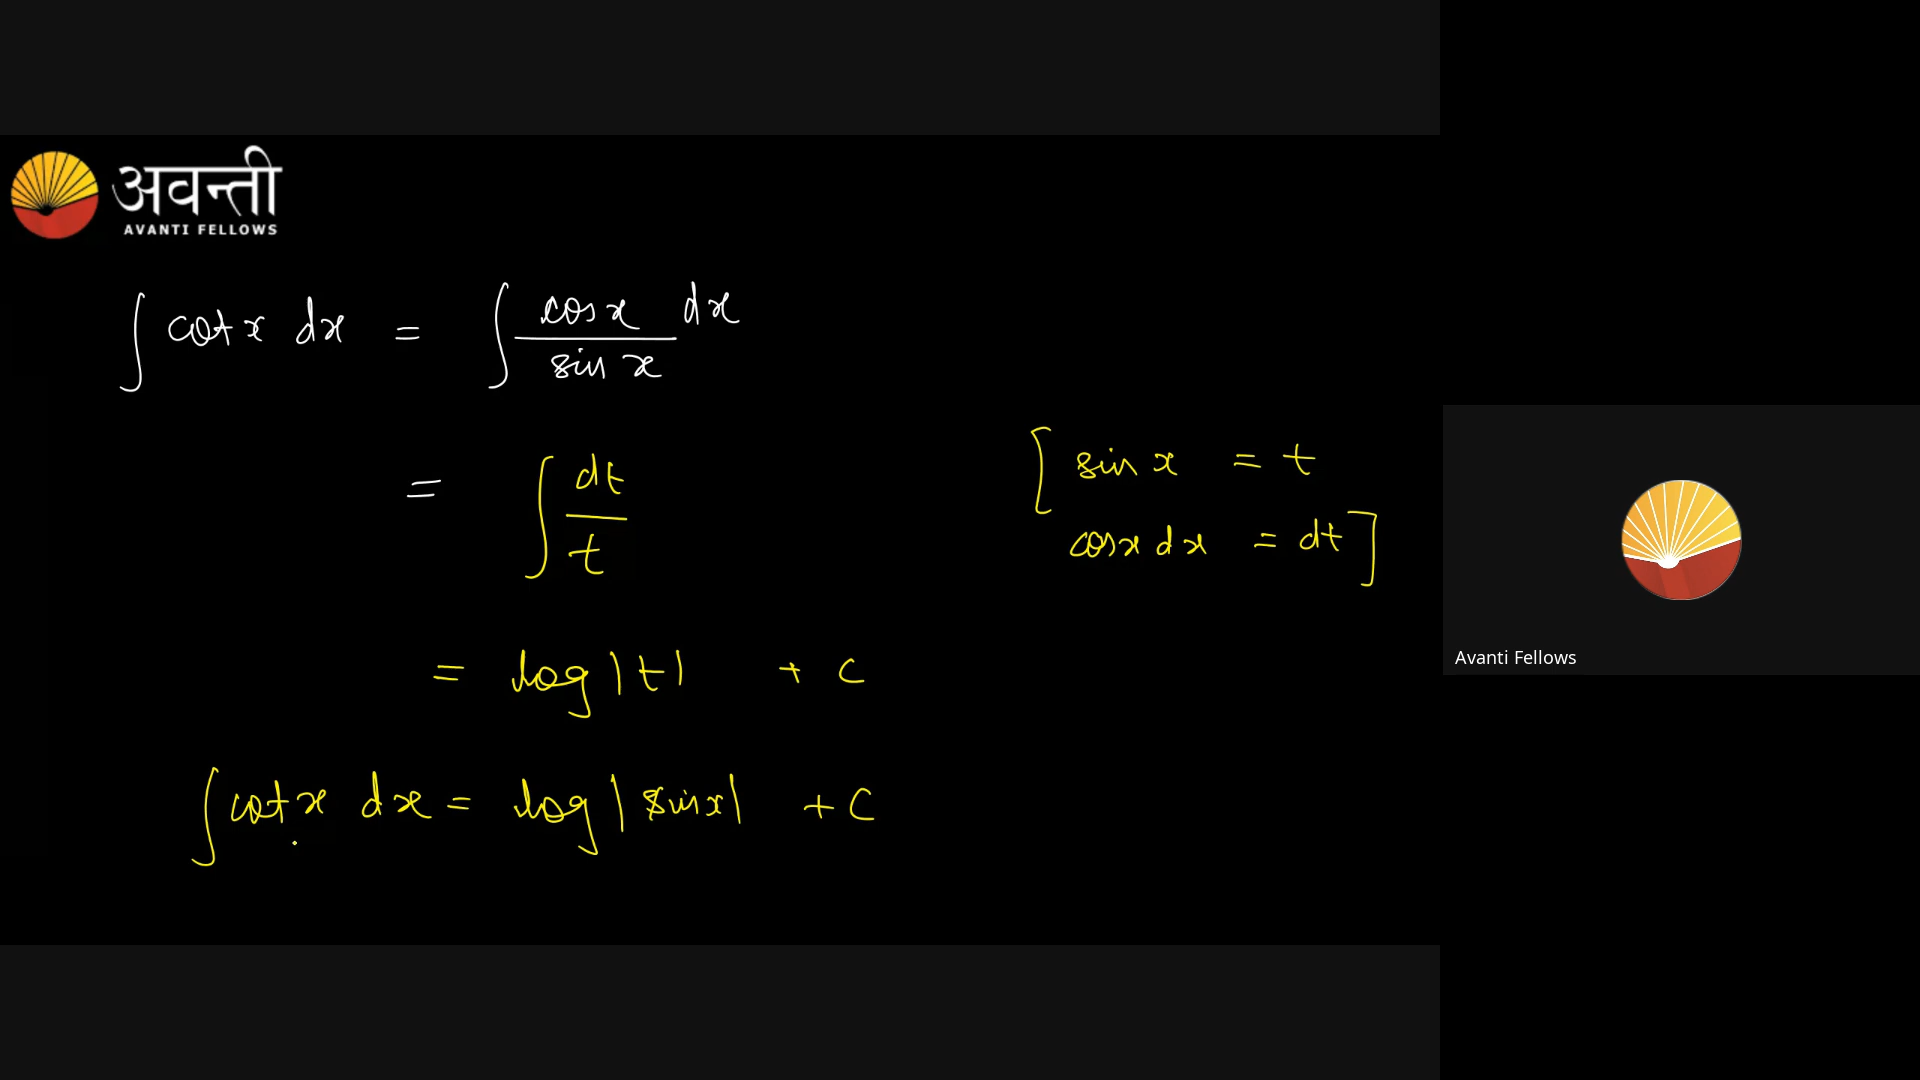 अवन्ती
AVANTI FELLOWS
∫ cot x dx = ∫ cos x / sin x dx
= ∫ dt / t
[ sin x = t
cos x dx = dt ]
= log |t| + c
∫ cot x dx = log | sin x | + C
Avanti Fellows